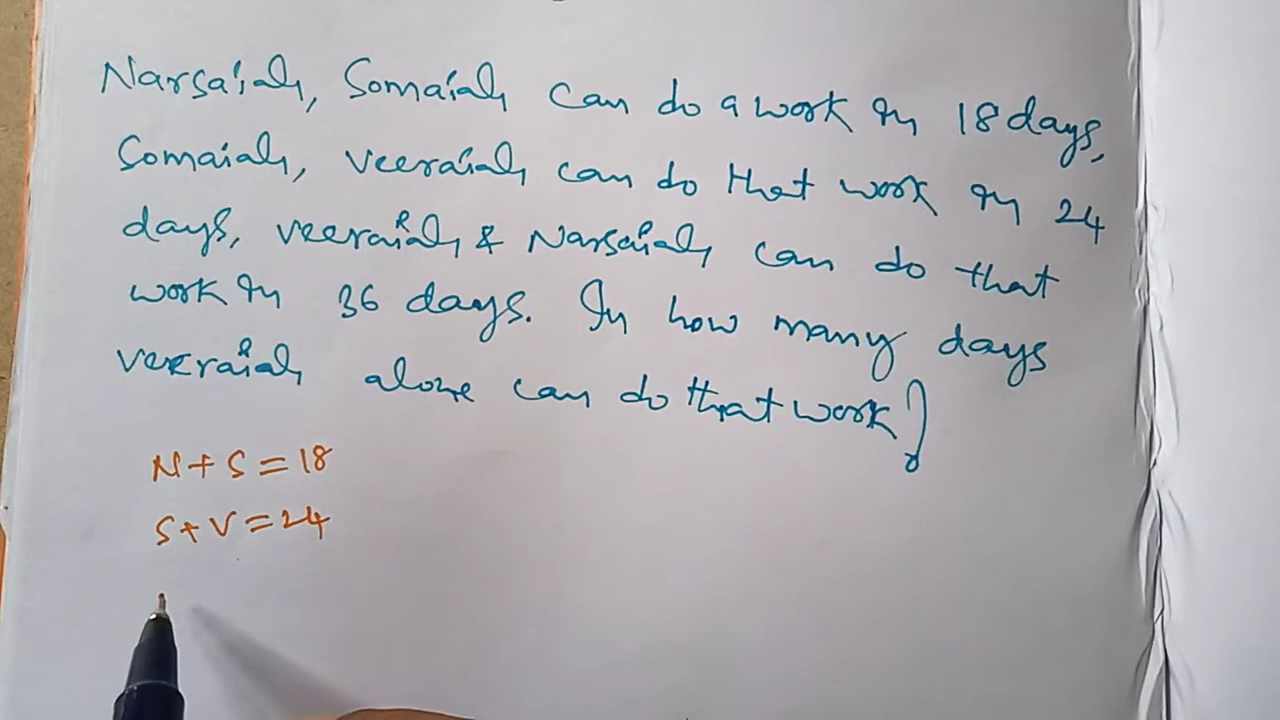 Narsaiah, Somaiah can do a work in 18 days,
Somaiah, Veeraiah can do that work in 24
days, veeraiah & Narsaiah can do that
work in 36 days. In how many days
veeraiah alone can do that work?
N+S=18
S+V=24